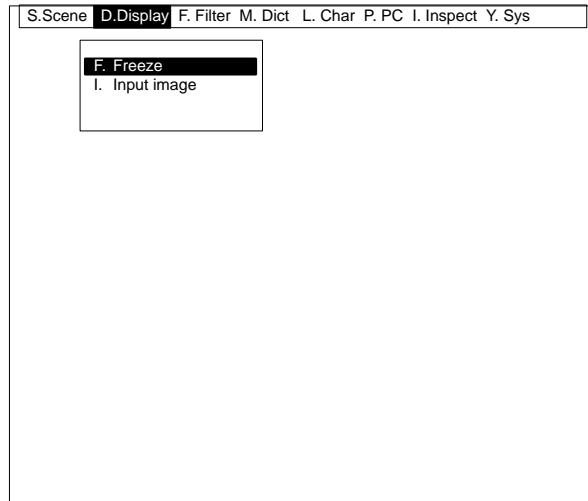 S.Scene D.Display F. Filter M. Dict L. Char P. PC I. Inspect Y. Sys
F. Freeze
I. Input image